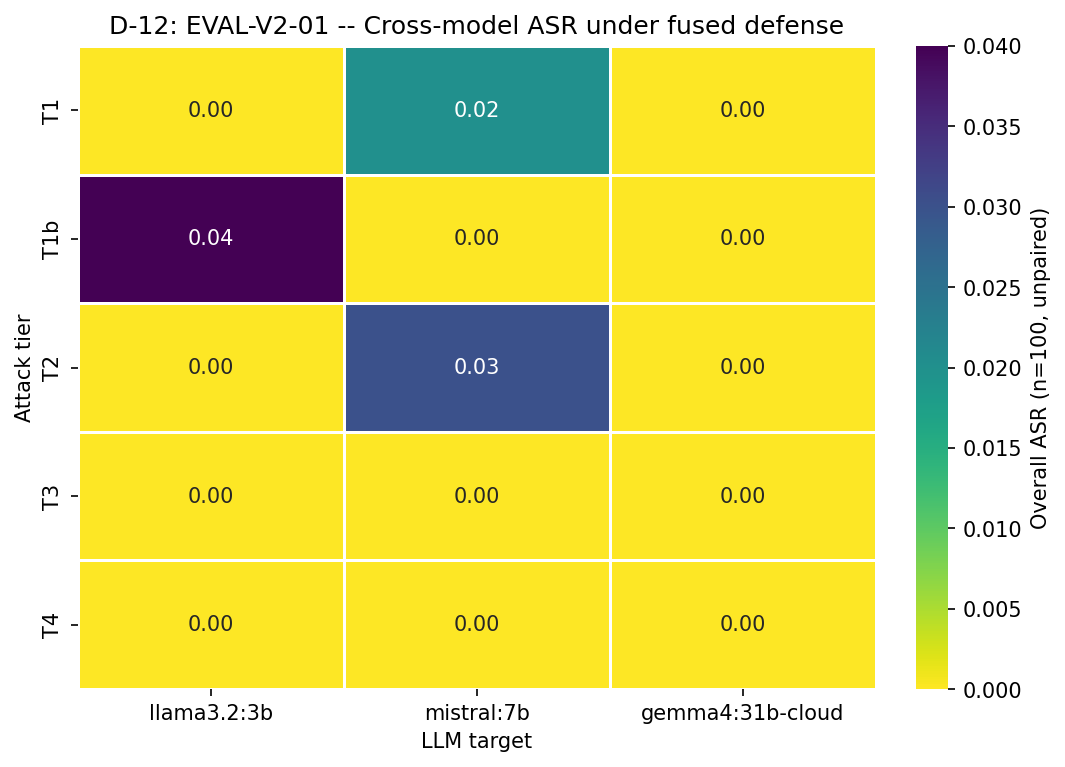 D-12: EVAL-V2-01 -- Cross-model ASR under fused defense
Attack tier
T1
0.00
0.02
0.00
T1b
0.04
0.00
0.00
T2
0.00
0.03
0.00
T3
0.00
0.00
0.00
T4
0.00
0.00
0.00
llama3.2:3b
mistral:7b
gemma4:31b-cloud
LLM target
0.040
0.035
0.030
0.025
0.020
0.015
0.010
0.005
0.000
Overall ASR (n=100, unpaired)